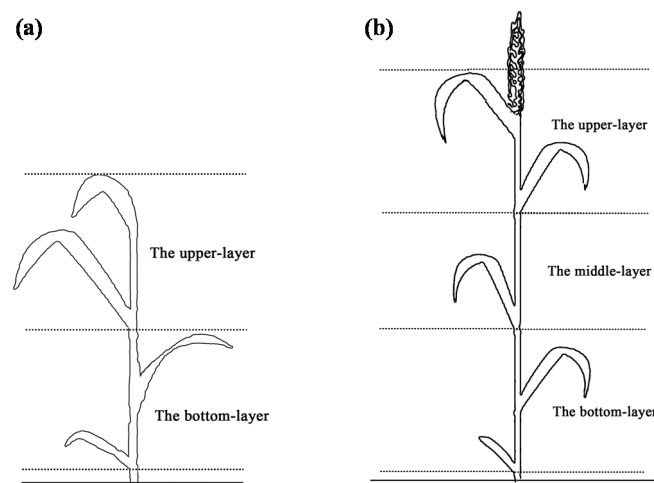 (a)
The upper-layer
The bottom-layer
(b)
The upper-layer
The middle-layer
The bottom-layer